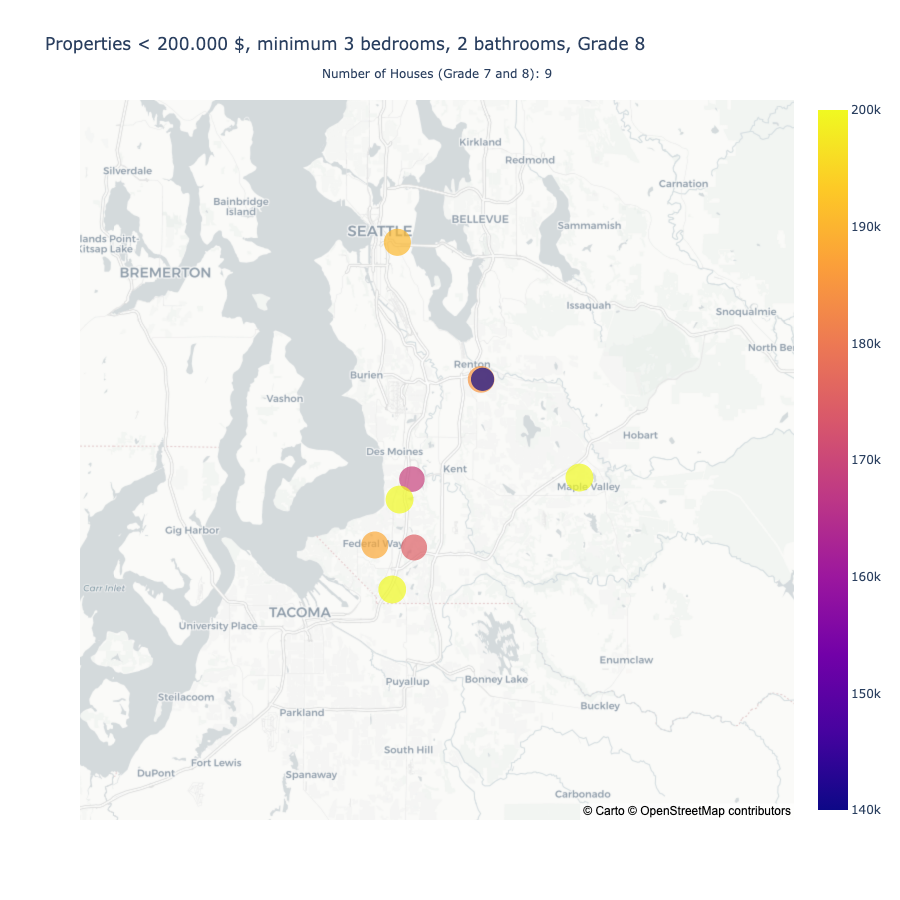 Properties < 200.000 $, minimum 3 bedrooms, 2 bathrooms, Grade 8
Number of Houses (Grade 7 and 8): 9
200k
Kirkland
Redmond
Silverdale
Carnation
Bainbridge
Island
BELLEVUE
Sammamish
190k
SEATTLE
lands Point-
Kitsap Lake
BREMERTON
Issaquah
Snoqualmie
180k
North Be
Renton
Burien
Vashon
Hobart
Des Moines
170k
Kent
Maple Valley
Gig Harbor
Federal Way
160k
Carr Inlet
TACOMA
University Place
Enumclaw
Puyallup
Bonney Lake
150k
Steilacoom
Buckley
Parkland
South Hill
Fort Lewis
DuPont
Spanaway
Carbonado
© Carto © OpenStreetMap contributors
140k